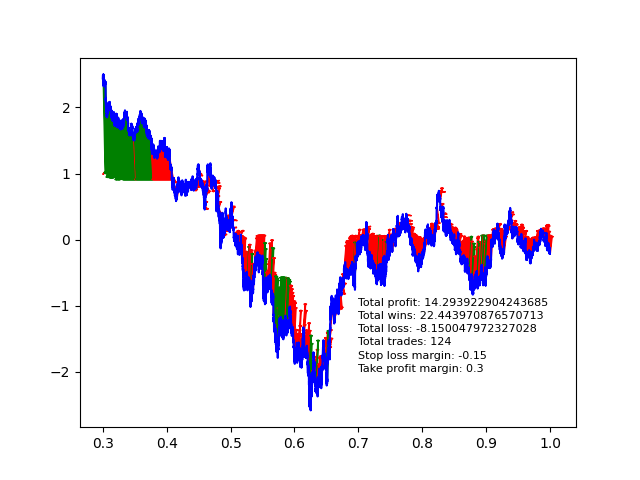 2
1
0
−1
−2
Total profit: 14.293922904243685
Total wins: 22.443970876570713
Total loss: -8.150047972327028
Total trades: 124
Stop loss margin: -0.15
Take profit margin: 0.3
0.3 0.4 0.5 0.6 0.7 0.8 0.9 1.0